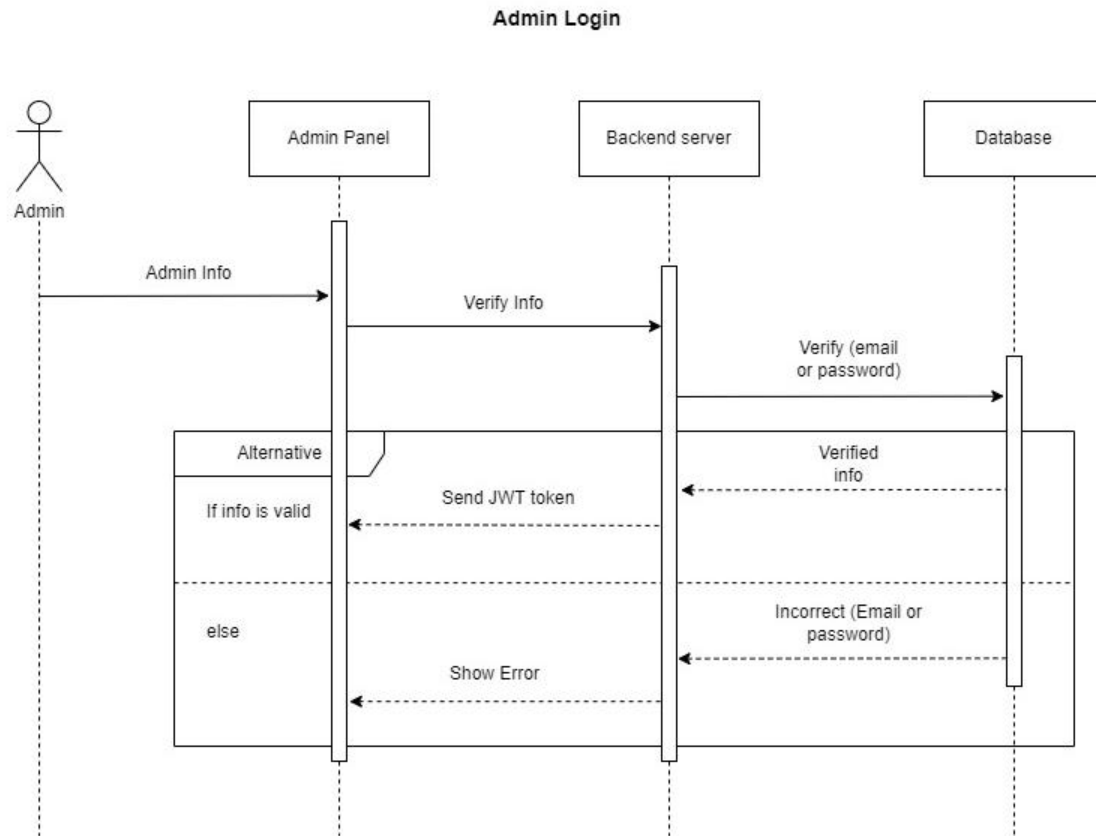 Admin Login
Admin Panel
Backend server
Database
Admin
Admin Info
Verify Info
Verify (email
or password)
Alternative
Verified
info
If info is valid
Send JWT token
else
Incorrect (Email or
password)
Show Error